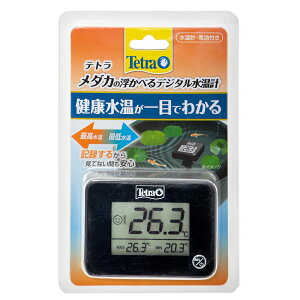 Tetra
水温計・電池付き
テトラ
メダカの浮かべるデジタル水温計
健康水温が一目でわかる
最高水温
最低水温
記録するから
見てない間も安心
Tetra
26.3
℃
MAX 26.3℃
MIN 20.3℃